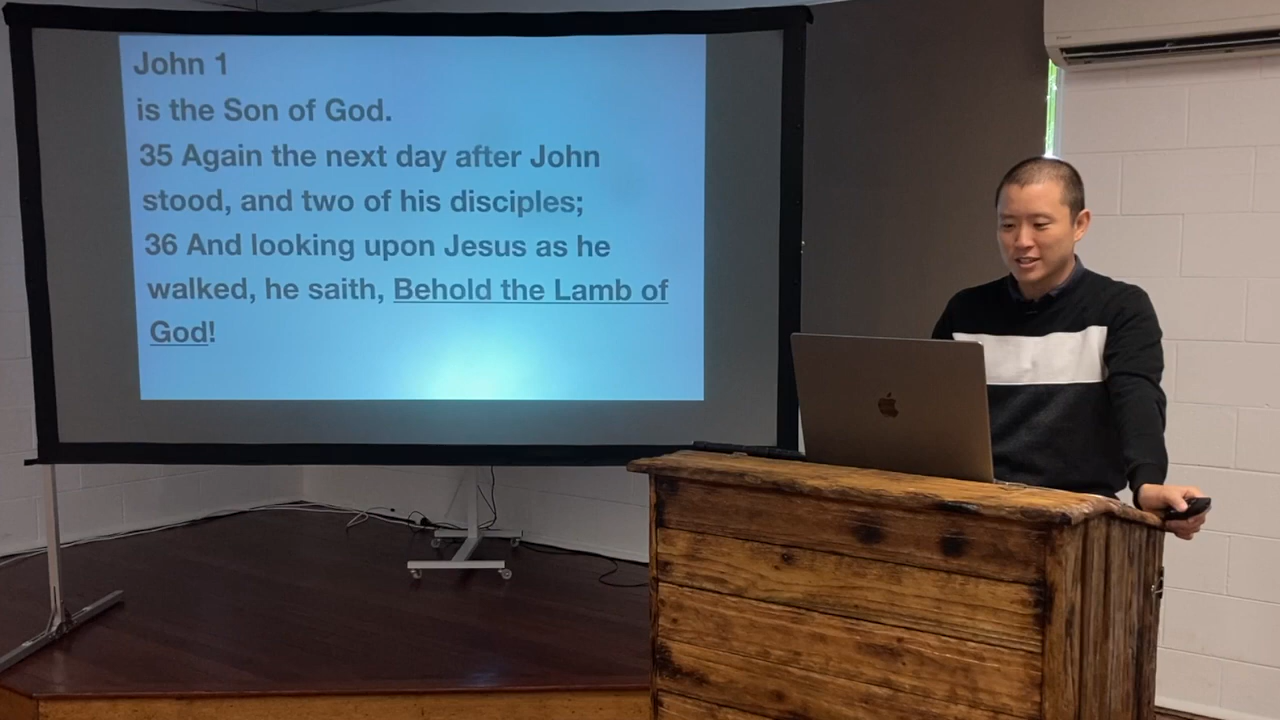 John 1
is the Son of God.
35 Again the next day after John
stood, and two of his disciples;
36 And looking upon Jesus as he
walked, he saith, Behold the Lamb of
God!